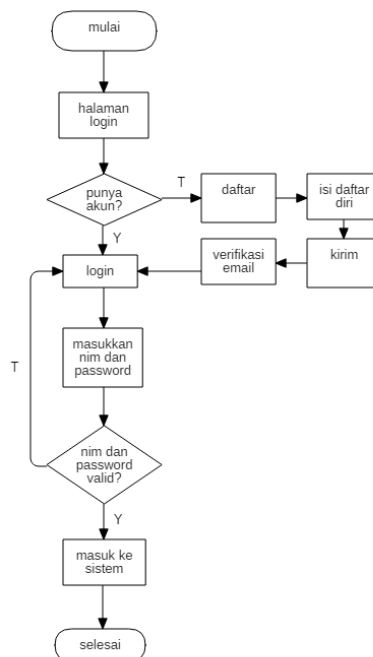 mulai
halaman
login
punya
akun?
T
daftar
isi daftar
diri
Y
login
verifikasi
email
kirim
masukkan
nim dan
password
T
nim dan
password
valid?
Y
masuk ke
sistem
selesai